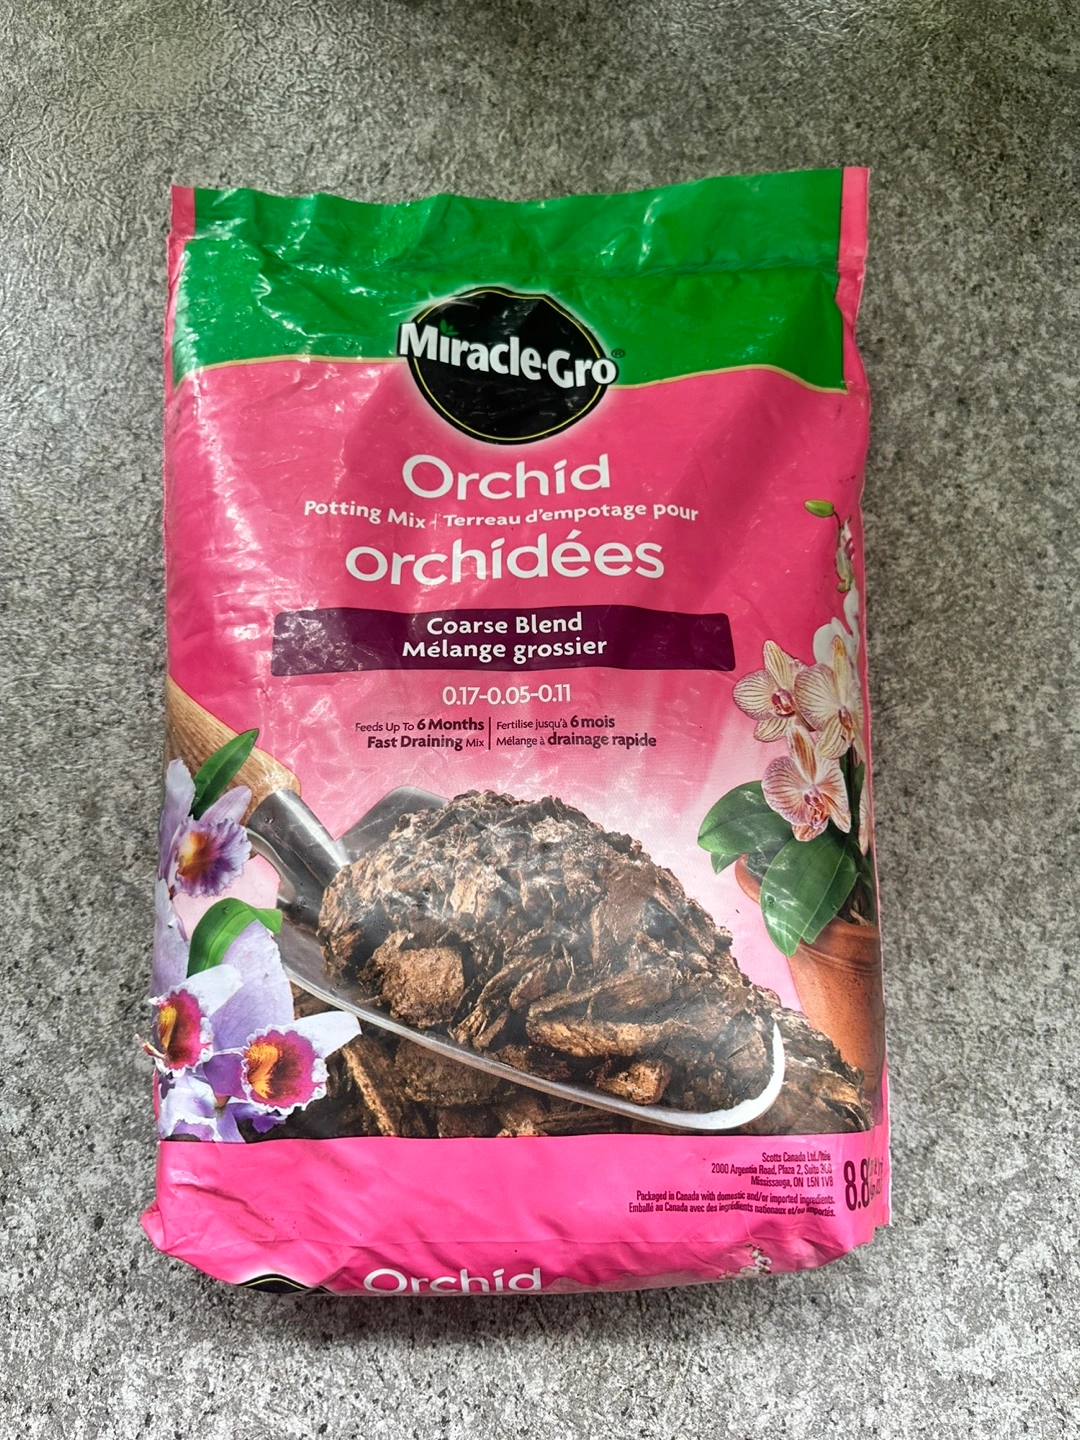 Miracle-Gro®
Orchid
Potting Mix | Terreau d'empotage pour
orchidées
Coarse Blend
Mélange grossier
0.17-0.05-0.11
Feeds Up To 6 Months | Fertilise jusqu'à 6 mois
Fast Draining Mix | Mélange à drainage rapide
Scotts Canada Ltd./ltée
2000 Argentia Road, Plaza 2, Suite 300
Mississauga, ON L5N 1V8
Packaged in Canada with domestic and/or imported ingredients.
Emballé au Canada avec des ingrédients nationaux et/ou importés.
8.8
Orchid